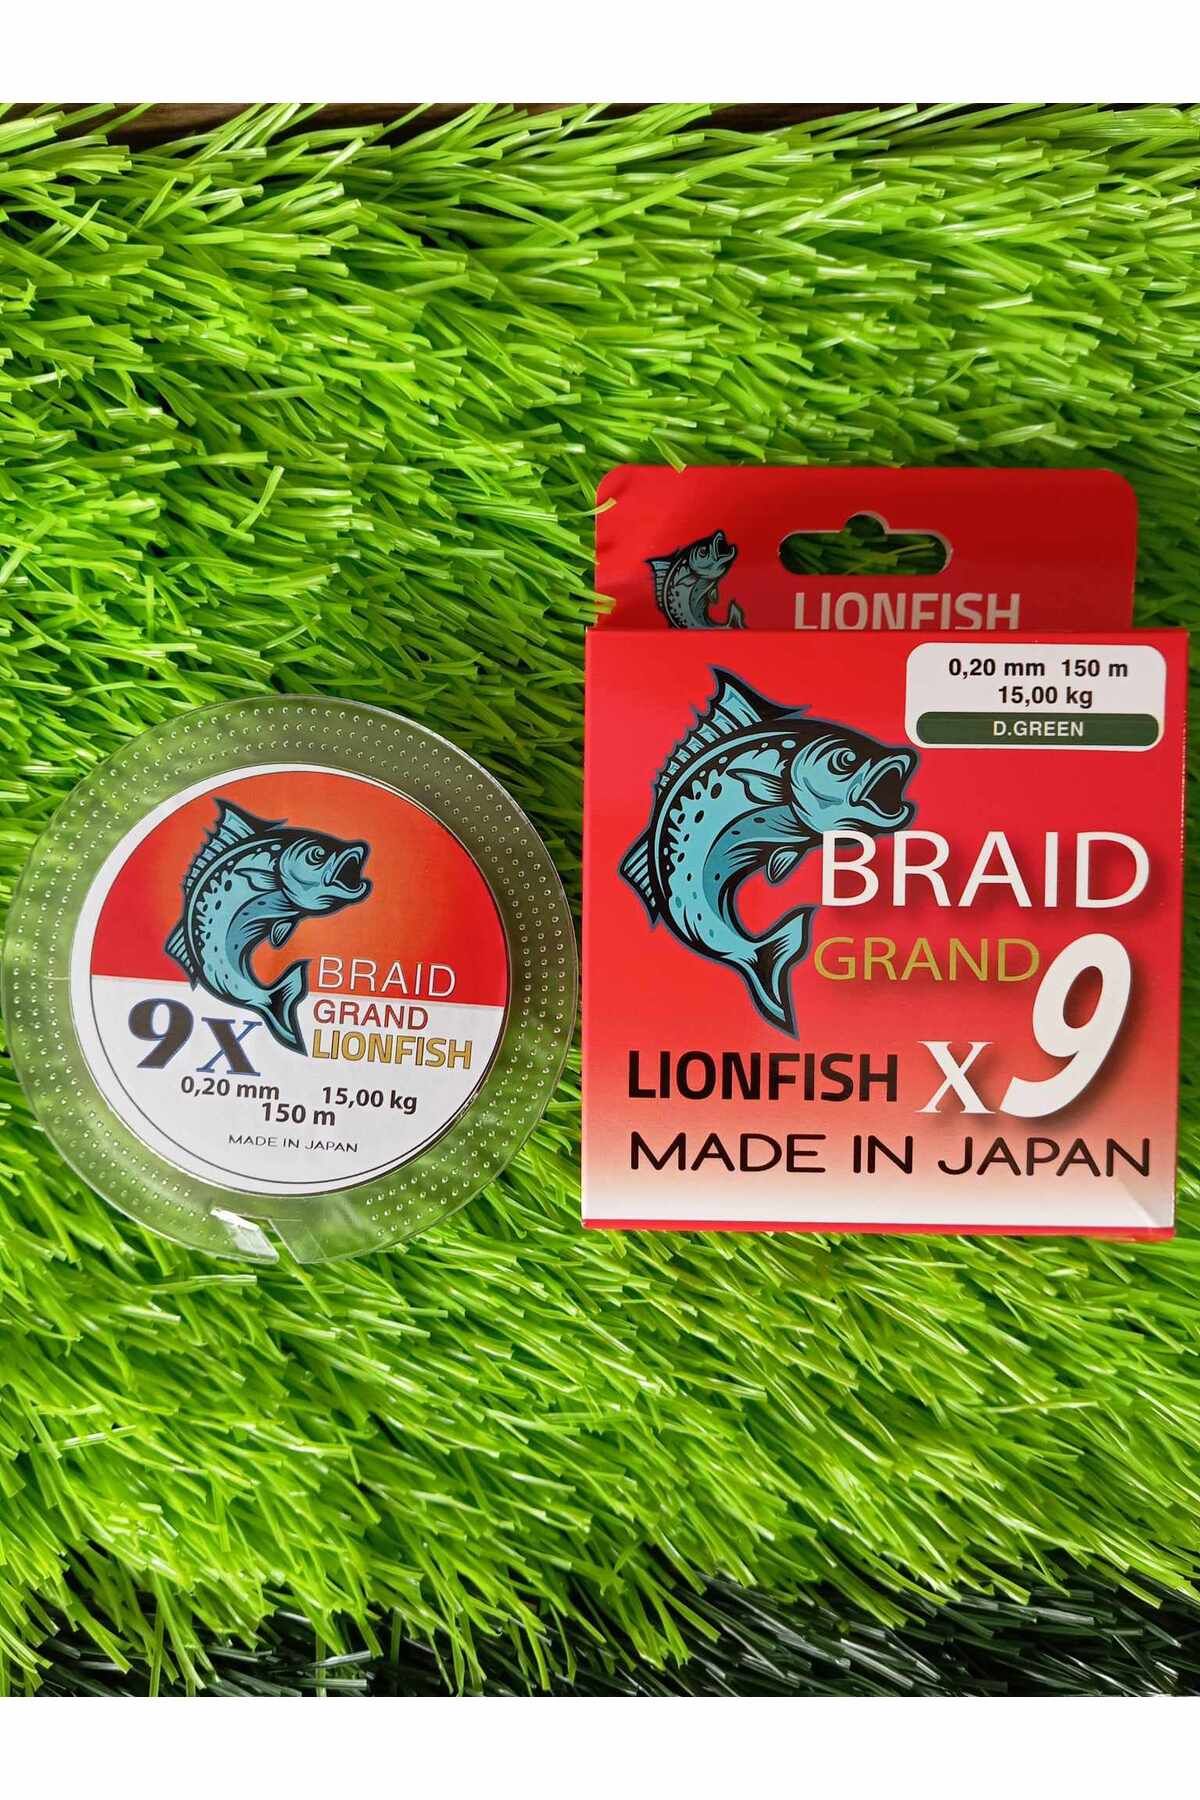 LIONFISH
0,20 mm 150 m
15,00 kg
D.GREEN
BRAID
GRAND
LIONFISH x9
MADE IN JAPAN
BRAID
GRAND
9X LIONFISH
0,20 mm 15,00 kg
150 m
MADE IN JAPAN